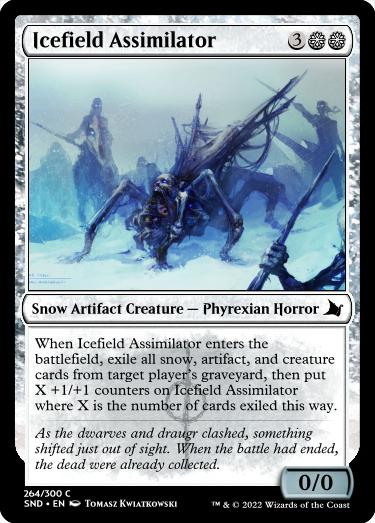 Icefield Assimilator 3
Snow Artifact Creature — Phyrexian Horror
When Icefield Assimilator enters the
battlefield, exile all snow, artifact, and creature
cards from target player's graveyard, then put
X +1/+1 counters on Icefield Assimilator
where X is the number of cards exiled this way.
As the dwarves and draugr clashed, something
shifted just out of sight. When the battle had ended,
the dead were already collected.
0/0
264/300 C
SND • EN Tomasz Kwiatkowski ™ & © 2022 Wizards of the Coast